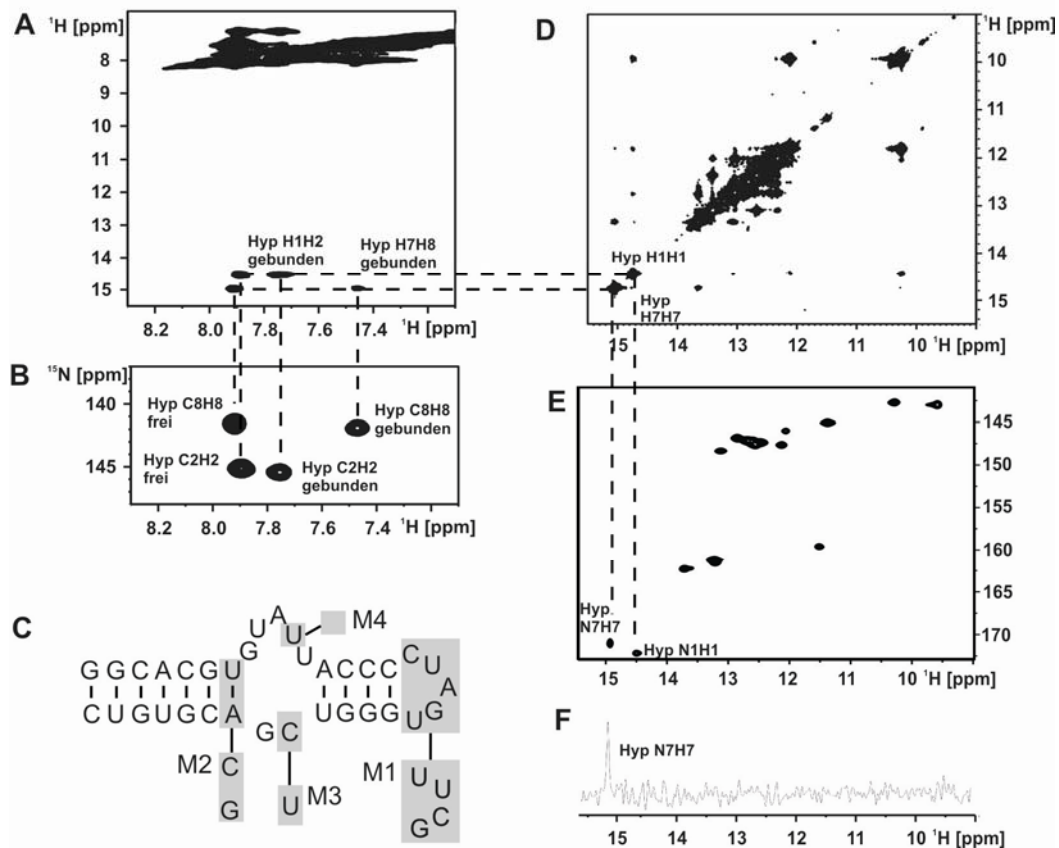 A
¹H [ppm]
8
9
10
11
12
13
14
15
Hyp H1H2
gebunden
Hyp H7H8
gebunden
8.2 8.0 7.8 7.6 7.4
¹H [ppm]
B
¹⁵N [ppm]
140
145
Hyp C8H8
frei
Hyp C2H2
frei
Hyp C2H2
gebunden
Hyp C8H8
gebunden
8.2 8.0 7.8 7.6 7.4
¹H [ppm]
C
G U A U U
M4
G G C A C G U
A C C C
C U A G U
C U G U G C A
G C
U G G G
M2
C
G
M3
U
M1
U U C G
D
¹H [ppm]
10
11
12
13
14
15
Hyp H1H1
Hyp
H7H7
15 14 13 12 11 10
¹H [ppm]
E
145
150
155
160
165
170
Hyp
N7H7
Hyp N1H1
15 14 13 12 11 10
¹H [ppm]
F
Hyp N7H7
15 14 13 12 11 10
¹H [ppm]